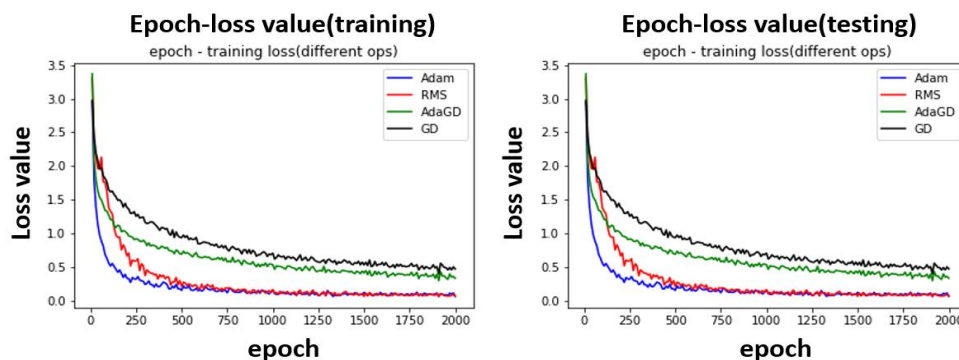 Epoch-loss value(training)
epoch - training loss(different ops)
Loss value
3.5
3.0
2.5
2.0
1.5
1.0
0.5
0.0
Adam
RMS
AdaGD
GD
0 250 500 750 1000 1250 1500 1750 2000
epoch
Epoch-loss value(testing)
epoch - training loss(different ops)
Loss value
3.5
3.0
2.5
2.0
1.5
1.0
0.5
0.0
Adam
RMS
AdaGD
GD
0 250 500 750 1000 1250 1500 1750 2000
epoch